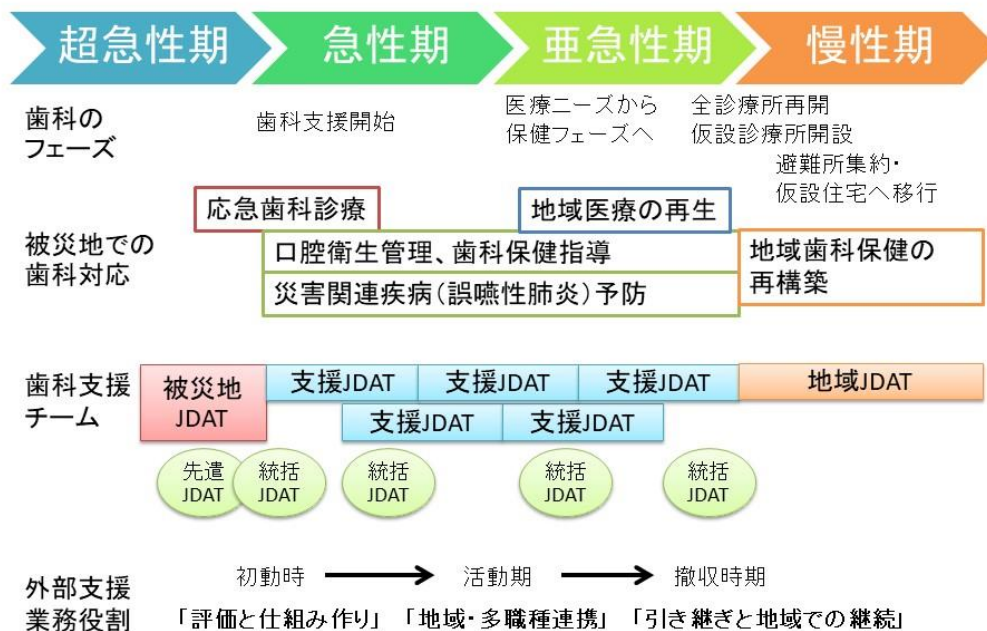 超急性期
急性期
亜急性期
慢性期
歯科の
フェーズ
歯科支援開始
医療ニーズから
保健フェーズへ
全診療所再開
仮設診療所開設
避難所集約・
仮設住宅へ移行
被災地での
歯科対応
応急歯科診療
地域医療の再生
口腔衛生管理、歯科保健指導
災害関連疾病（誤嚥性肺炎）予防
地域歯科保健の
再構築
歯科支援
チーム
被災地
JDAT
支援JDAT
支援JDAT
支援JDAT
地域JDAT
支援JDAT
支援JDAT
先遣
JDAT
統括
JDAT
統括
JDAT
統括
JDAT
統括
JDAT
外部支援
業務役割
初動時
活動期
撤収時期
「評価と仕組み作り」
「地域・多職種連携」
「引き継ぎと地域での継続」